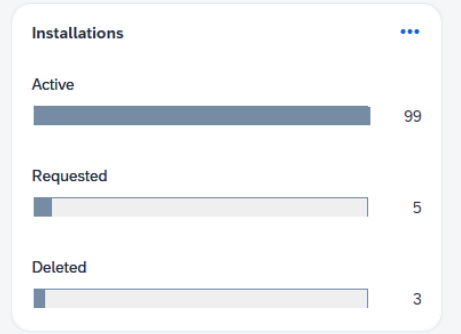 Installations
Active
99
Requested
5
Deleted
3